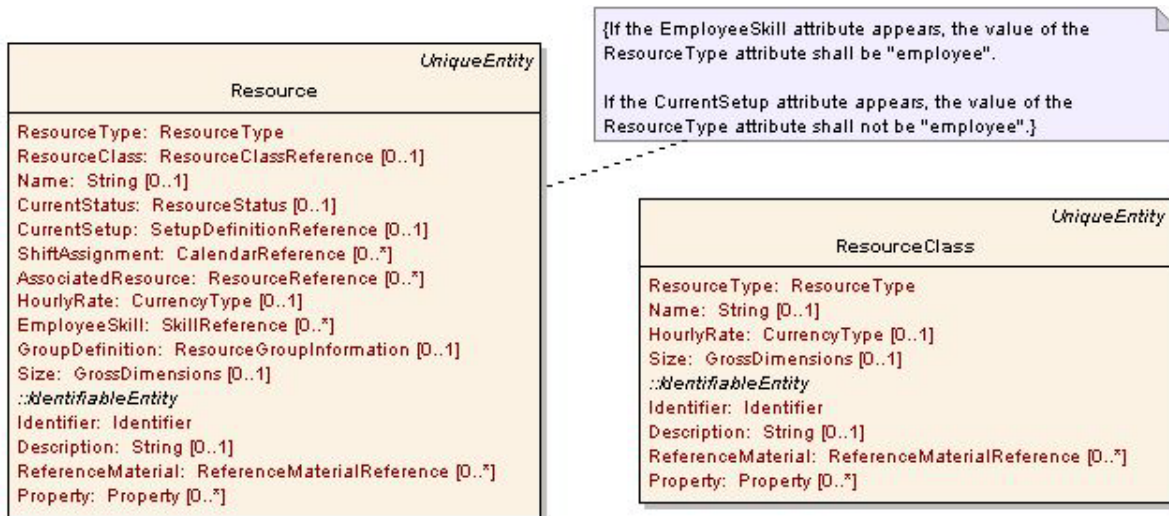 {If the EmployeeSkill attribute appears, the value of the
ResourceType attribute shall be "employee".
If the CurrentSetup attribute appears, the value of the
ResourceType attribute shall not be "employee".}
UniqueEntity
Resource
ResourceType: ResourceType
ResourceClass: ResourceClassReference [0..1]
Name: String [0..1]
CurrentStatus: ResourceStatus [0..1]
CurrentSetup: SetupDefinitionReference [0..1]
ShiftAssignment: CalendarReference [0..*]
AssociatedResource: ResourceReference [0..*]
HourlyRate: CurrencyType [0..1]
EmployeeSkill: SkillReference [0..*]
GroupDefinition: ResourceGroupInformation [0..1]
Size: GrossDimensions [0..1]
::IdentifiableEntity
Identifier: Identifier
Description: String [0..1]
ReferenceMaterial: ReferenceMaterialReference [0..*]
Property: Property [0..*]
UniqueEntity
ResourceClass
ResourceType: ResourceType
Name: String [0..1]
HourlyRate: CurrencyType [0..1]
Size: GrossDimensions [0..1]
::IdentifiableEntity
Identifier: Identifier
Description: String [0..1]
ReferenceMaterial: ReferenceMaterialReference [0..*]
Property: Property [0..*]